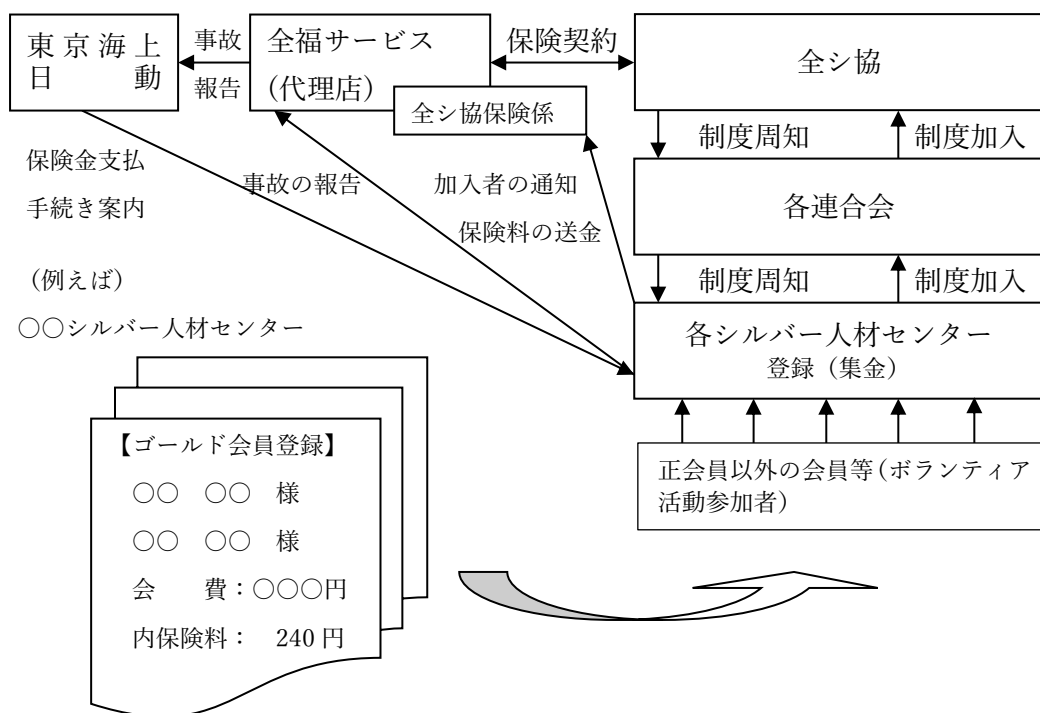 東京海上
日動
事故
報告
全福サービス
(代理店)
全シ協保険係
保険契約
全シ協
制度周知
制度加入
各連合会
制度周知
制度加入
保険金支払
手続き案内
事故の報告
加入者の通知
保険料の送金
各シルバー人材センター
登録（集金）
正会員以外の会員等(ボランティア
活動参加者)
（例えば）
○○シルバー人材センター
【ゴールド会員登録】
○○　○○　様
○○　○○　様
会　　費：○○○円
内保険料：　240 円